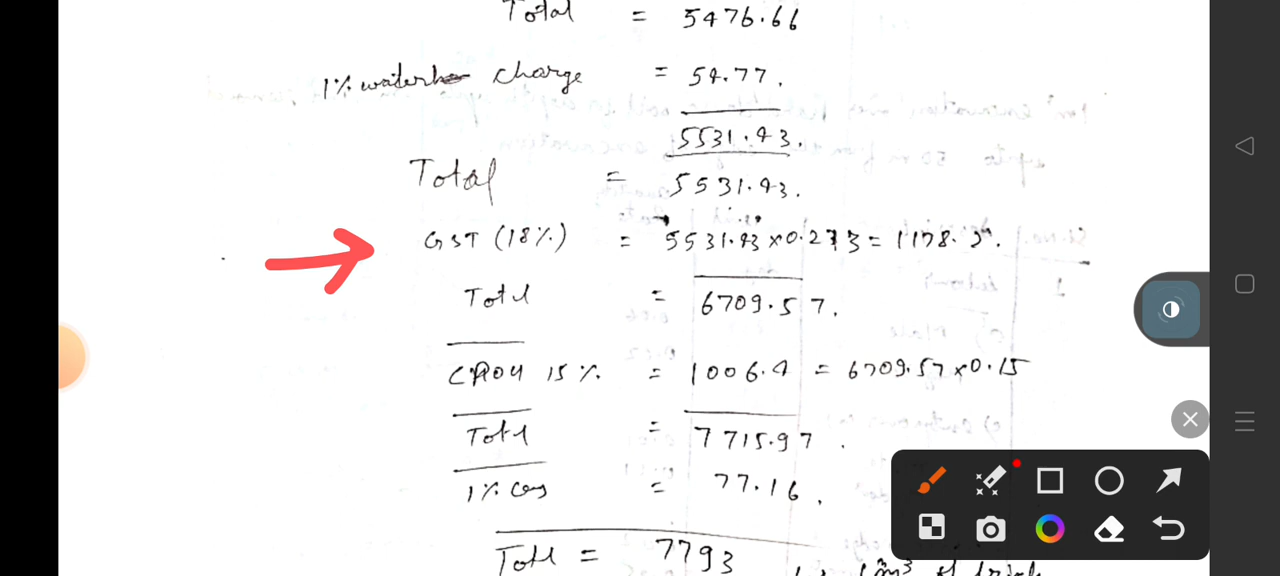 Total = 5476.66
1% water charge = 54.77.
5531.43.
Total = 5531.43.
GST (18%) = 5531.43 x 0.213 = 1178.2.
Total = 6709.57.
CPOH 15% = 1006.4 = 6709.57 x 0.15
Total = 7715.97.
1% Cess = 77.16.
Total = 7793